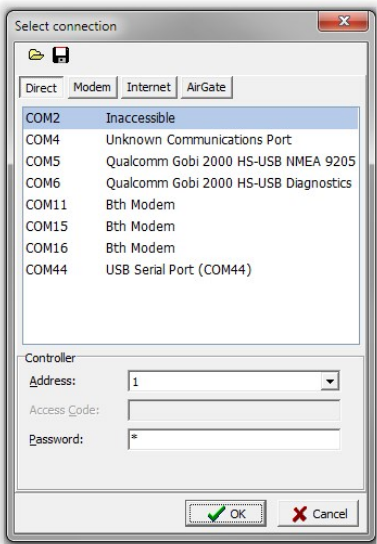 Select connection
Direct Modem Internet AirGate
COM2 Inaccessible
COM4 Unknown Communications Port
COM5 Qualcomm Gobi 2000 HS-USB NMEA 9205
COM6 Qualcomm Gobi 2000 HS-USB Diagnostics
COM11 Bth Modem
COM15 Bth Modem
COM16 Bth Modem
COM44 USB Serial Port (COM44)
Controller
Address: 1
Access Code:
Password: *
OK Cancel